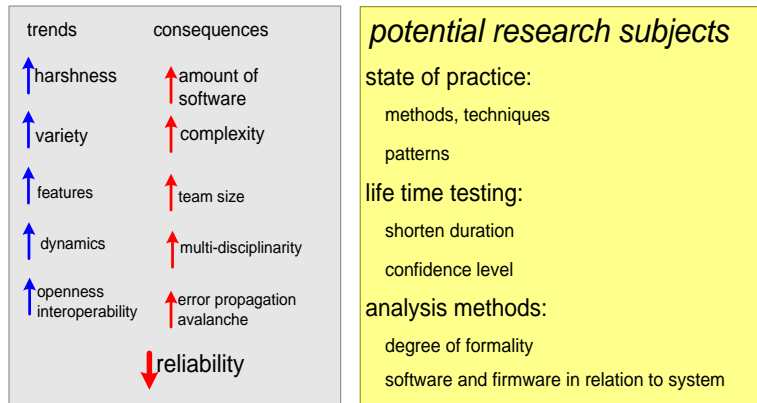 trends
consequences
harshness
amount of
software
variety
complexity
features
team size
dynamics
multi-disciplinarity
openness
interoperability
error propagation
avalanche
reliability
potential research subjects
state of practice:
methods, techniques
patterns
life time testing:
shorten duration
confidence level
analysis methods:
degree of formality
software and firmware in relation to system